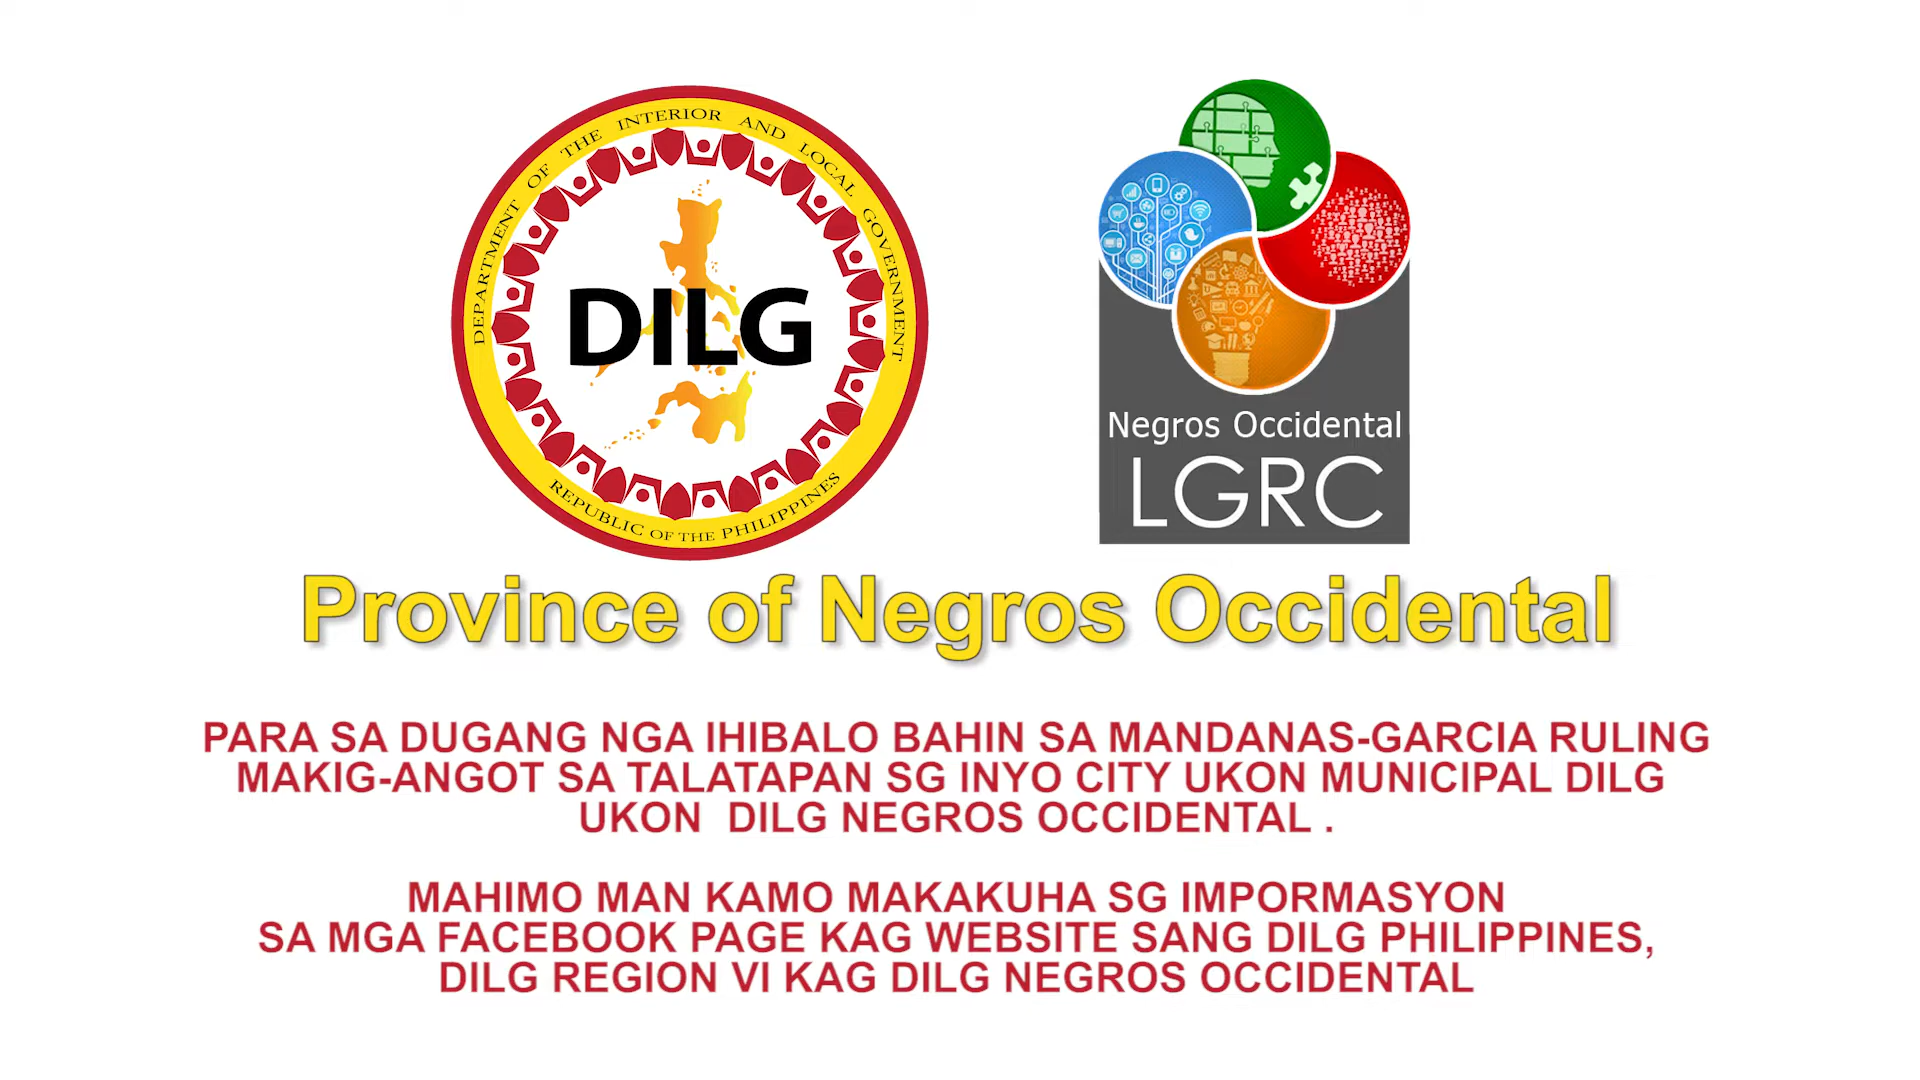 DEPARTMENT OF THE INTERIOR AND LOCAL GOVERNMENT
DILG
REPUBLIC OF THE PHILIPPINES
Negros Occidental
LGRC
Province of Negros Occidental
PARA SA DUGANG NGA IHIBALO BAHIN SA MANDANAS-GARCIA RULING
MAKIG-ANGOT SA TALATAPAN SG INYO CITY UKON MUNICIPAL DILG
UKON  DILG NEGROS OCCIDENTAL .
MAHIMO MAN KAMO MAKAKUHA SG IMPORMASYON
SA MGA FACEBOOK PAGE KAG WEBSITE SANG DILG PHILIPPINES,
DILG REGION VI KAG DILG NEGROS OCCIDENTAL